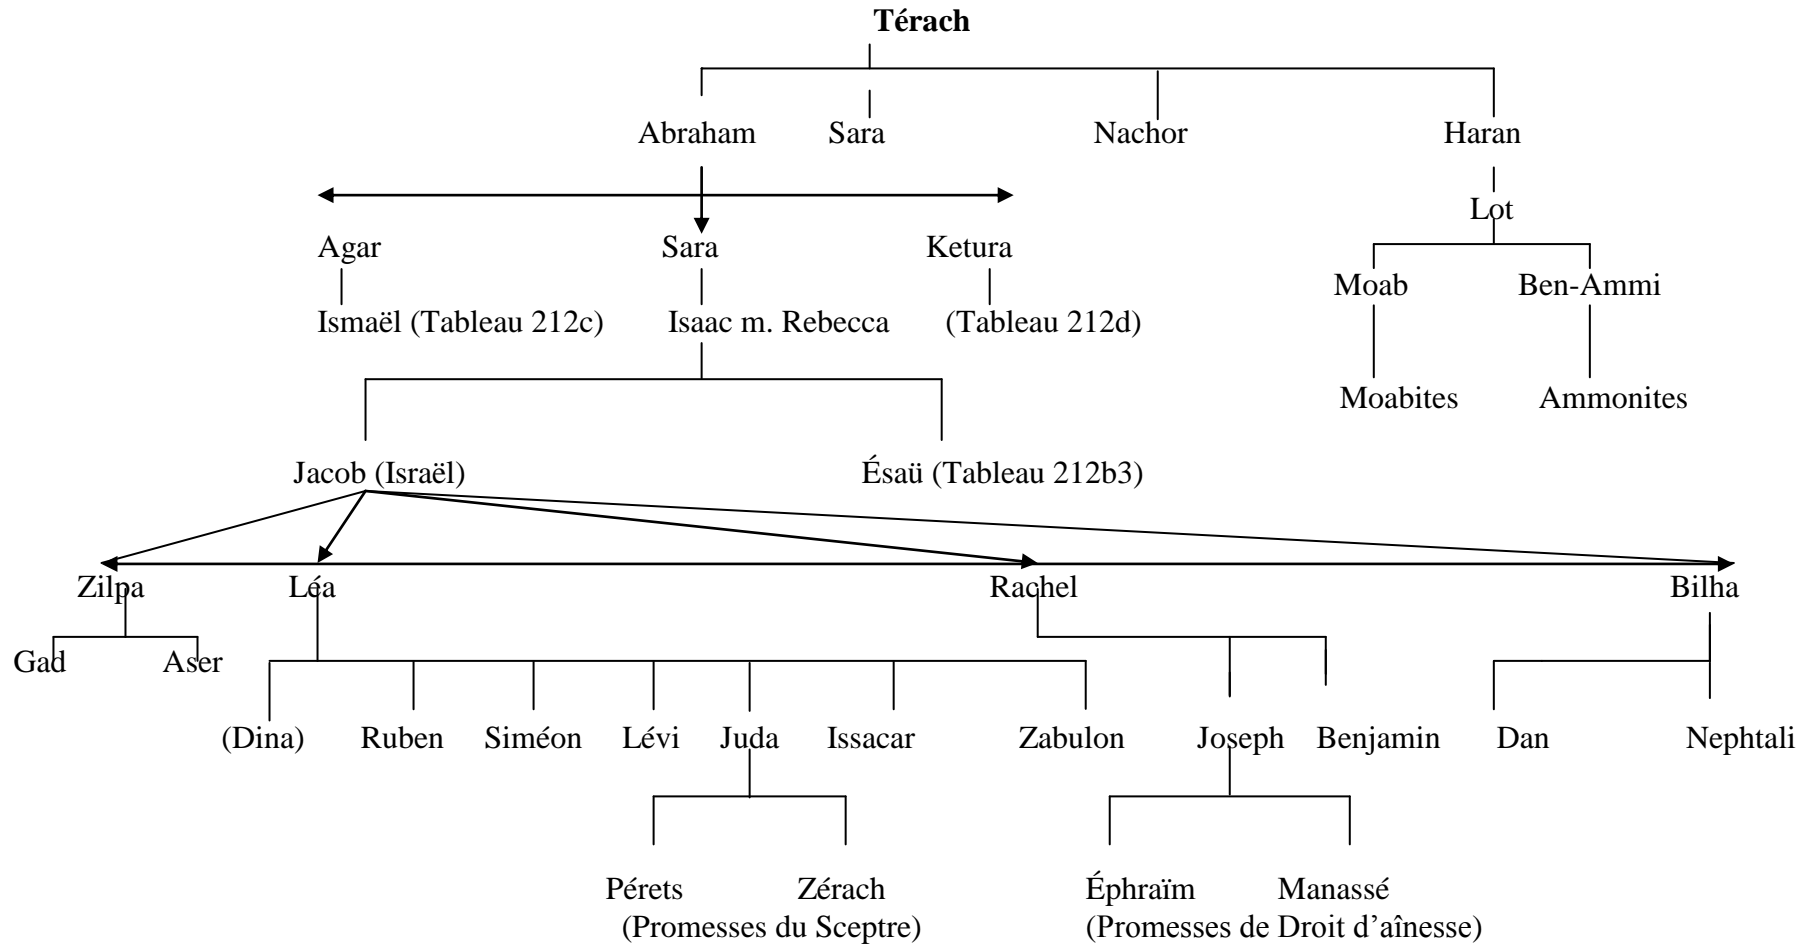 Térach
Abraham Sara Nachor Haran
Lot
Agar Sara Ketura
Moab Ben-Ammi
Ismaël (Tableau 212c) Isaac m. Rebecca (Tableau 212d)
Moabites Ammonites
Jacob (Israël) Ésaü (Tableau 212b3)
Zilpa Léa Rachel Bilha
Gad Aser
(Dina) Ruben Siméon Lévi Juda Issacar Zabulon Joseph Benjamin Dan Nephtali
Pérets Zérach Éphraïm Manassé
(Promesses du Sceptre) (Promesses de Droit d’aînesse)